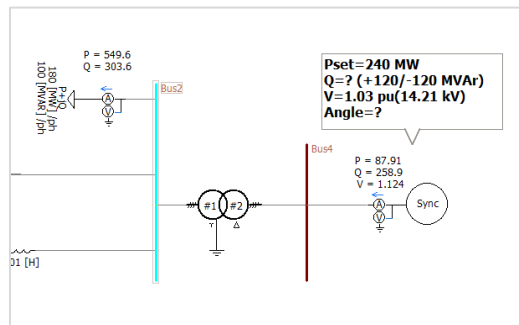 P = 549.6
Q = 303.6
P+jQ
180 [MW] /ph
100 [MVAR] /ph
A
V
Bus2
Pset=240 MW
Q=? (+120/-120 MVAr)
V=1.03 pu(14.21 kV)
Angle=?
Bus4
P = 87.91
Q = 258.9
V = 1.124
#1
#2
A
V
Sync
01 [H]